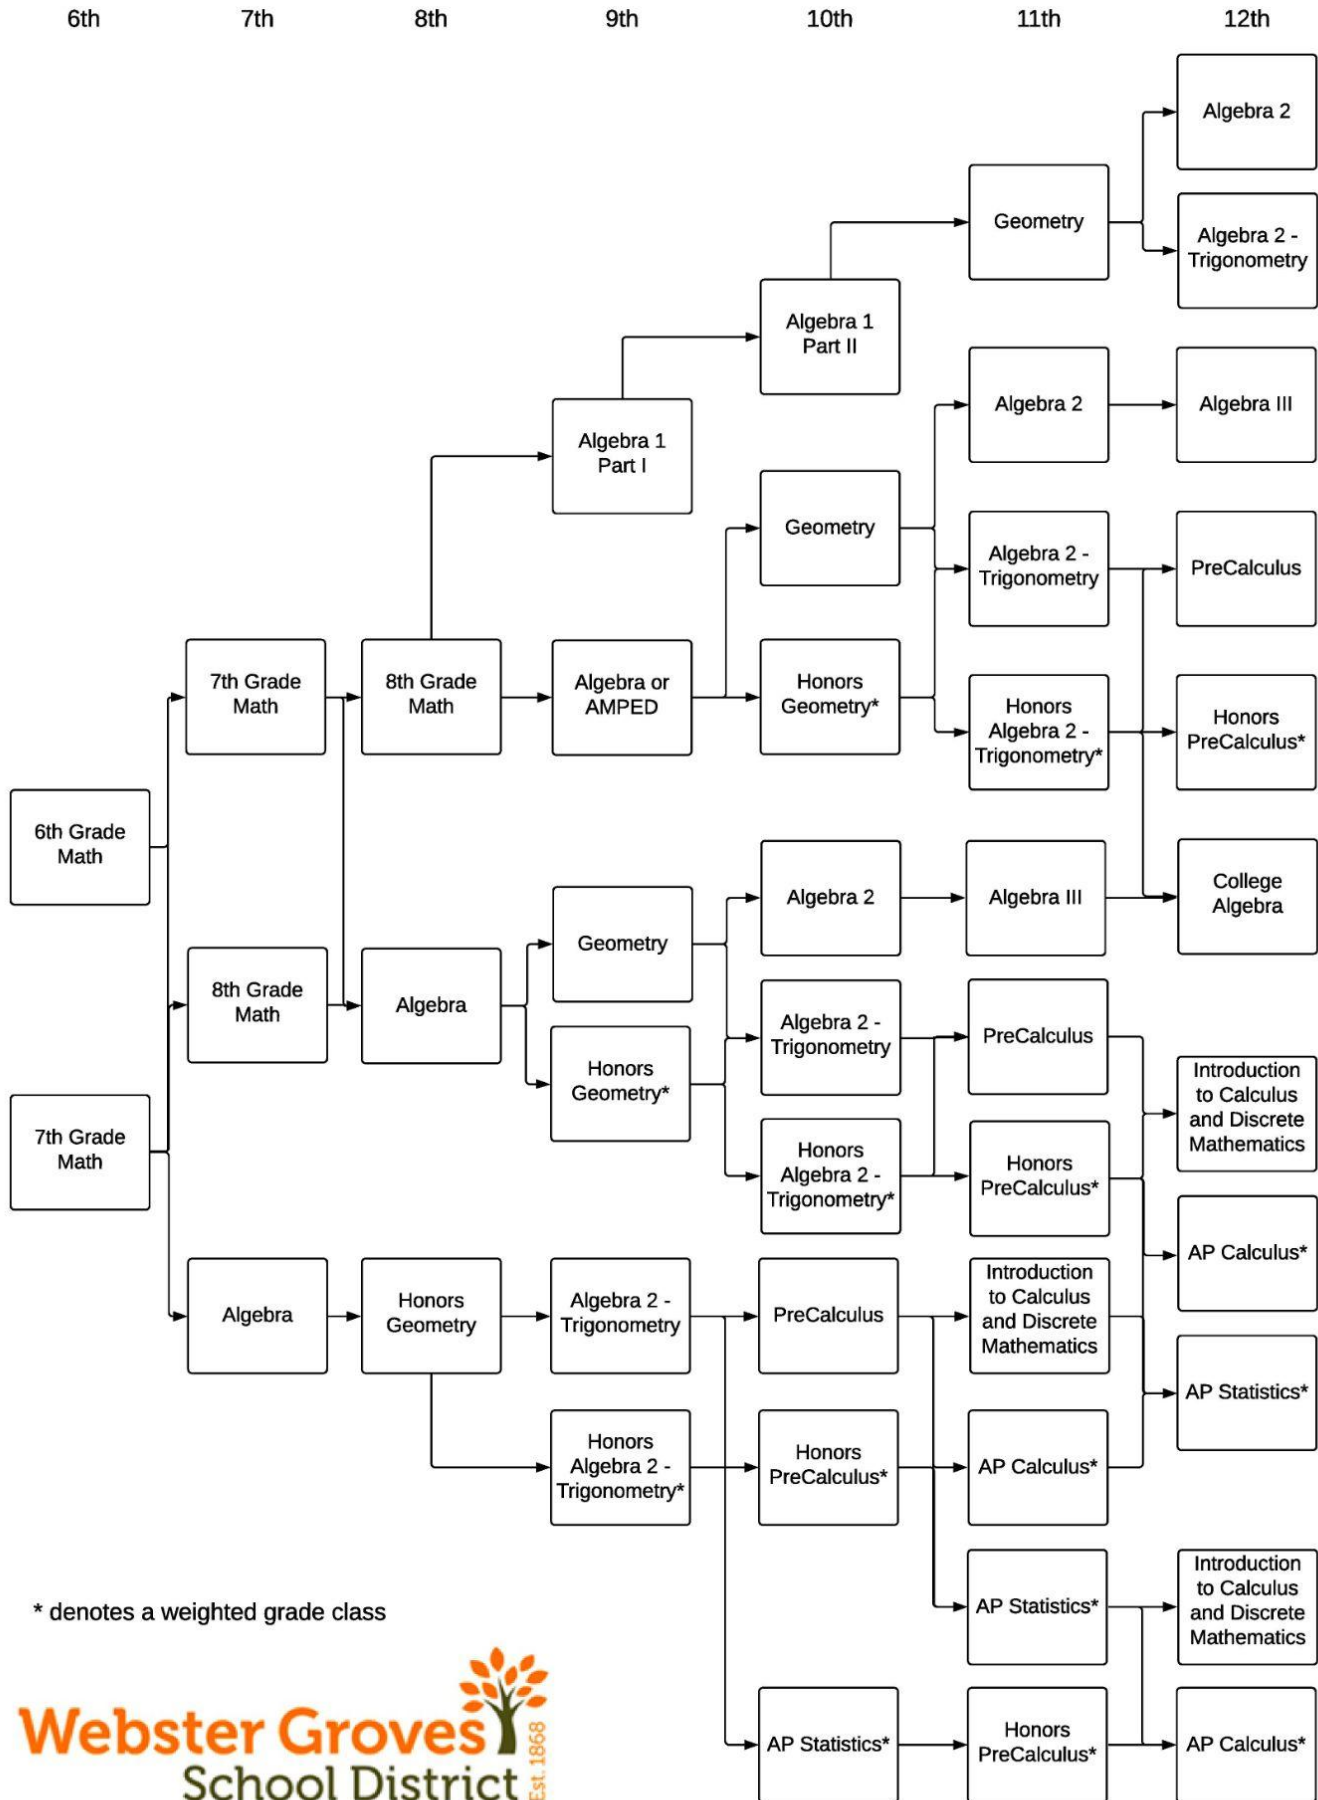 6th 7th 8th 9th 10th 11th 12th
Algebra 2
Geometry
Algebra 2 -
Trigonometry
Algebra 1
Part II
Algebra 2
Algebra III
Algebra 1
Part I
Geometry
Algebra 2 -
Trigonometry
PreCalculus
7th Grade
Math
8th Grade
Math
Algebra or
AMPED
Honors
Geometry*
Honors
Algebra 2 -
Trigonometry*
Honors
PreCalculus*
6th Grade
Math
Algebra 2
Algebra III
College
Algebra
Geometry
8th Grade
Math
Algebra
Algebra 2 -
Trigonometry
PreCalculus
Honors
Geometry*
Introduction
to Calculus
and Discrete
Mathematics
7th Grade
Math
Honors
Algebra 2 -
Trigonometry*
Honors
PreCalculus*
AP Calculus*
Algebra
Honors
Geometry
Algebra 2 -
Trigonometry
PreCalculus
Introduction
to Calculus
and Discrete
Mathematics
AP Statistics*
Honors
Algebra 2 -
Trigonometry*
Honors
PreCalculus*
AP Calculus*
AP Statistics*
Introduction
to Calculus
and Discrete
Mathematics
* denotes a weighted grade class
AP Statistics*
Honors
PreCalculus*
AP Calculus*
Webster Groves
School District
Est. 1868